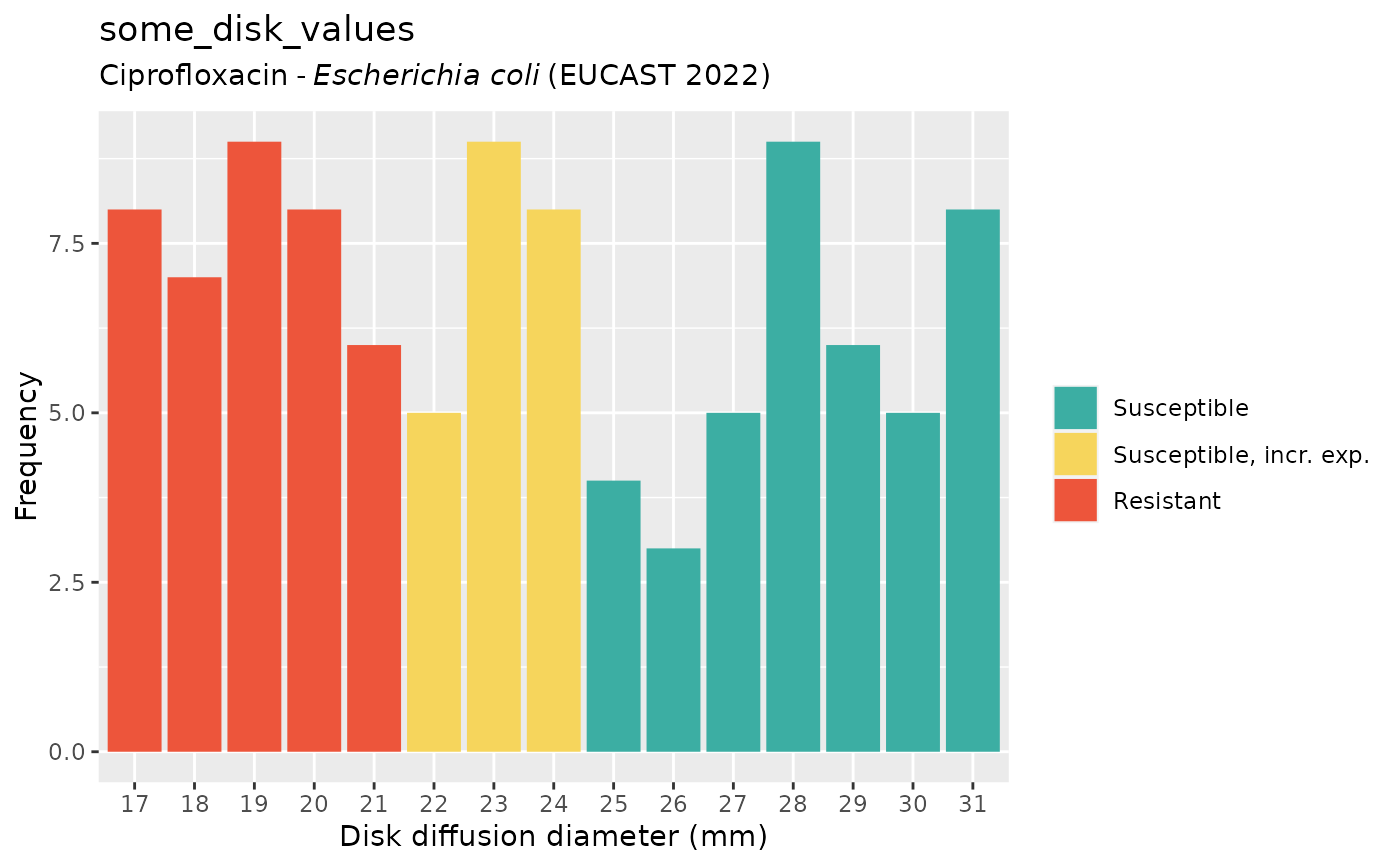 some_disk_values
Ciprofloxacin - Escherichia coli (EUCAST 2022)
Frequency
7.5
5.0
2.5
0.0
17 18 19 20 21 22 23 24 25 26 27 28 29 30 31
Disk diffusion diameter (mm)
Susceptible
Susceptible, incr. exp.
Resistant